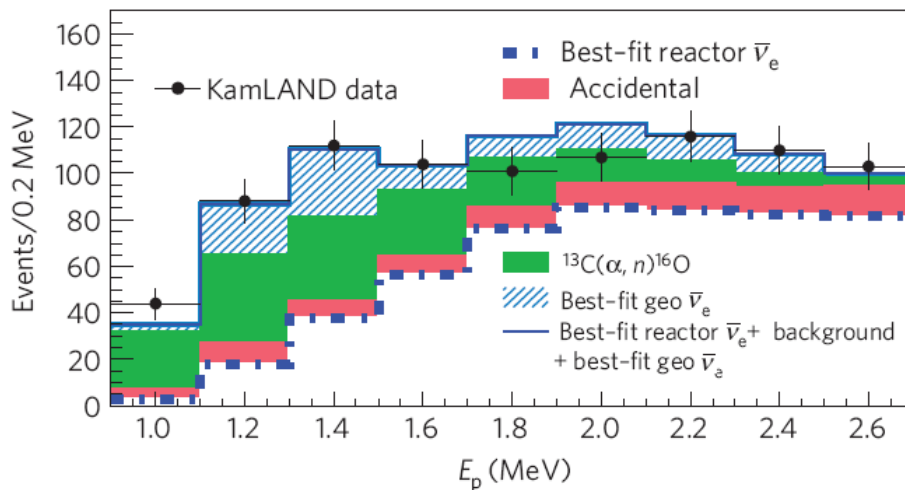 160
140
120
100
80
60
40
20
0
Events/0.2 MeV
KamLAND data
Best–fit reactor ν̅e
Accidental
¹³C(α, n)¹⁶O
Best–fit geo ν̅e
Best–fit reactor ν̅e+ background
+ best–fit geo ν̅e
1.0 1.2 1.4 1.6 1.8 2.0 2.2 2.4 2.6
Ep (MeV)